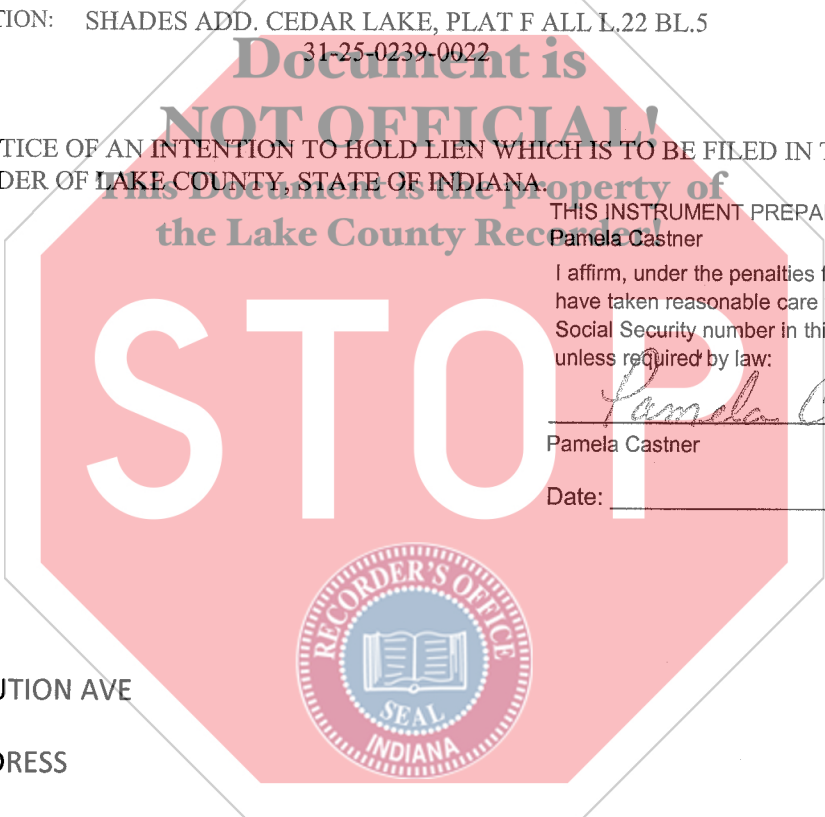 TION: SHADES ADD. CEDAR LAKE, PLAT F ALL L.22 BL.5
31-25-0239-0022
Document is
NOT OFFICIAL!
TICE OF AN INTENTION TO HOLD LIEN WHICH IS TO BE FILED IN T
DER OF LAKE COUNTY, STATE OF INDIANA.
This Document is the property of
the Lake County Recorder!
THIS INSTRUMENT PREPA
Pamela Castner
I affirm, under the penalties f
have taken reasonable care
Social Security number in thi
unless required by law:
Pamela C
Pamela Castner
Date:
STOP
RECORDER'S OFFICE
SEAL
INDIANA
UTION AVE
DRESS